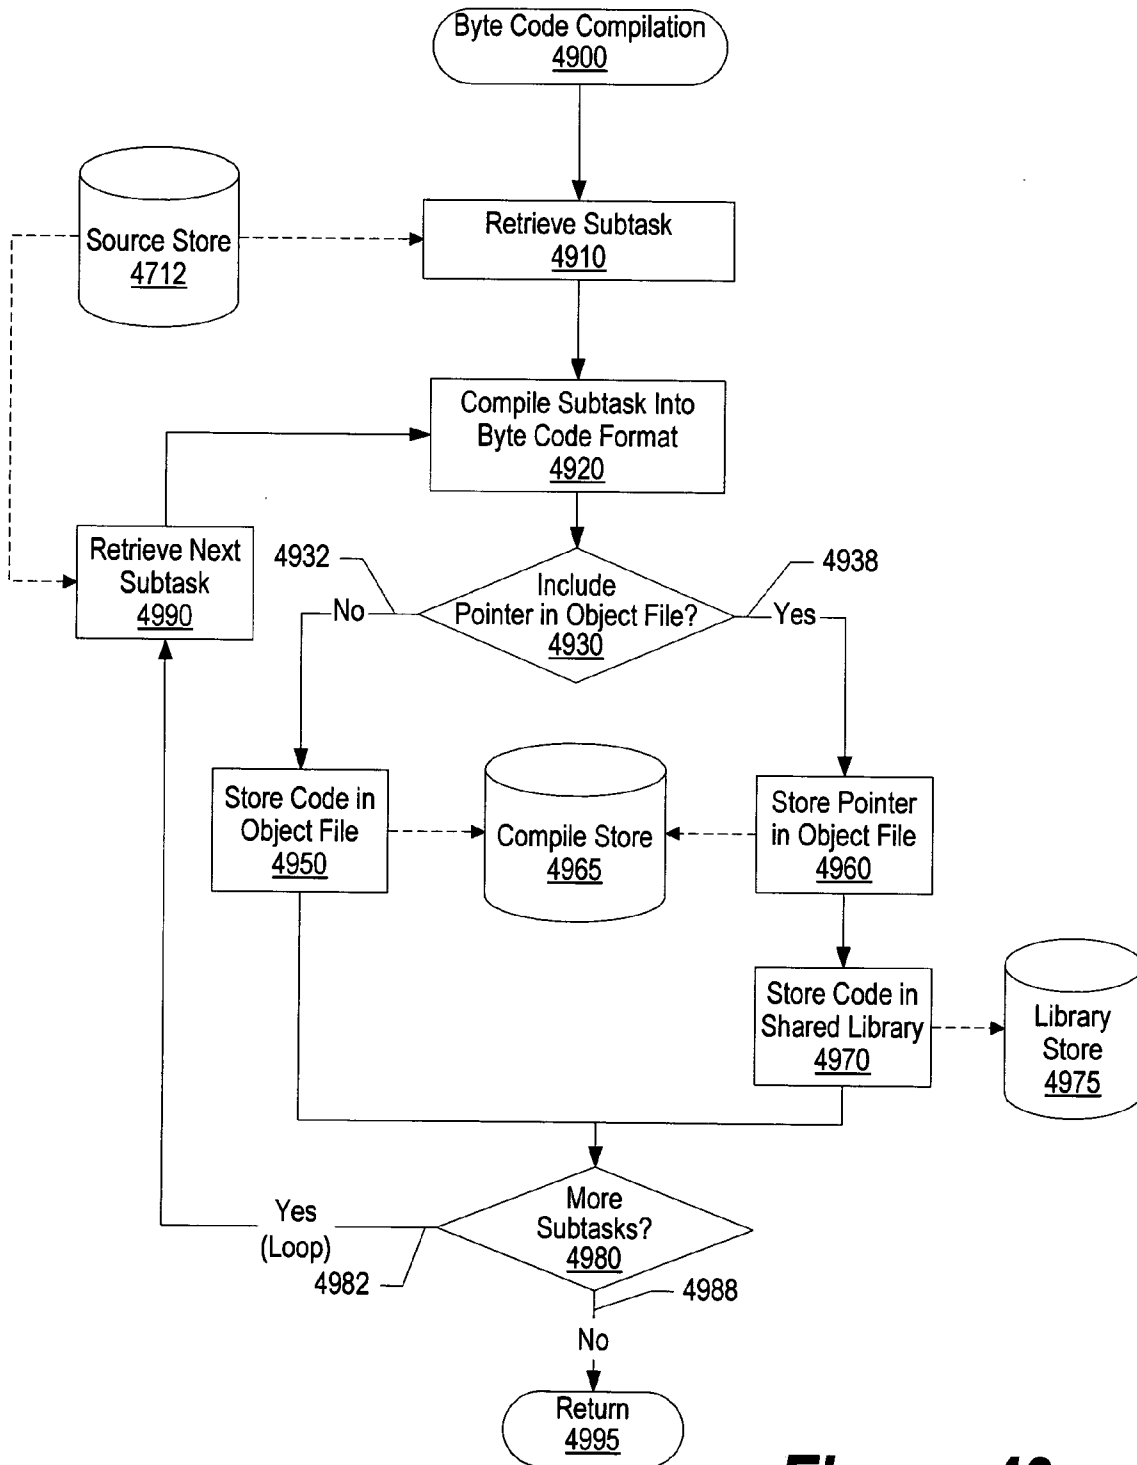 Byte Code Compilation
4900
Source Store
4712
Retrieve Subtask
4910
Compile Subtask Into
Byte Code Format
4920
Retrieve Next
Subtask
4990
4932
4938
Include
Pointer in Object File?
4930
No
Yes
Store Code in
Object File
4950
Compile Store
4965
Store Pointer
in Object File
4960
Store Code in
Shared Library
4970
Library
Store
4975
More
Subtasks?
4980
Yes
(Loop)
4982
4988
No
Return
4995